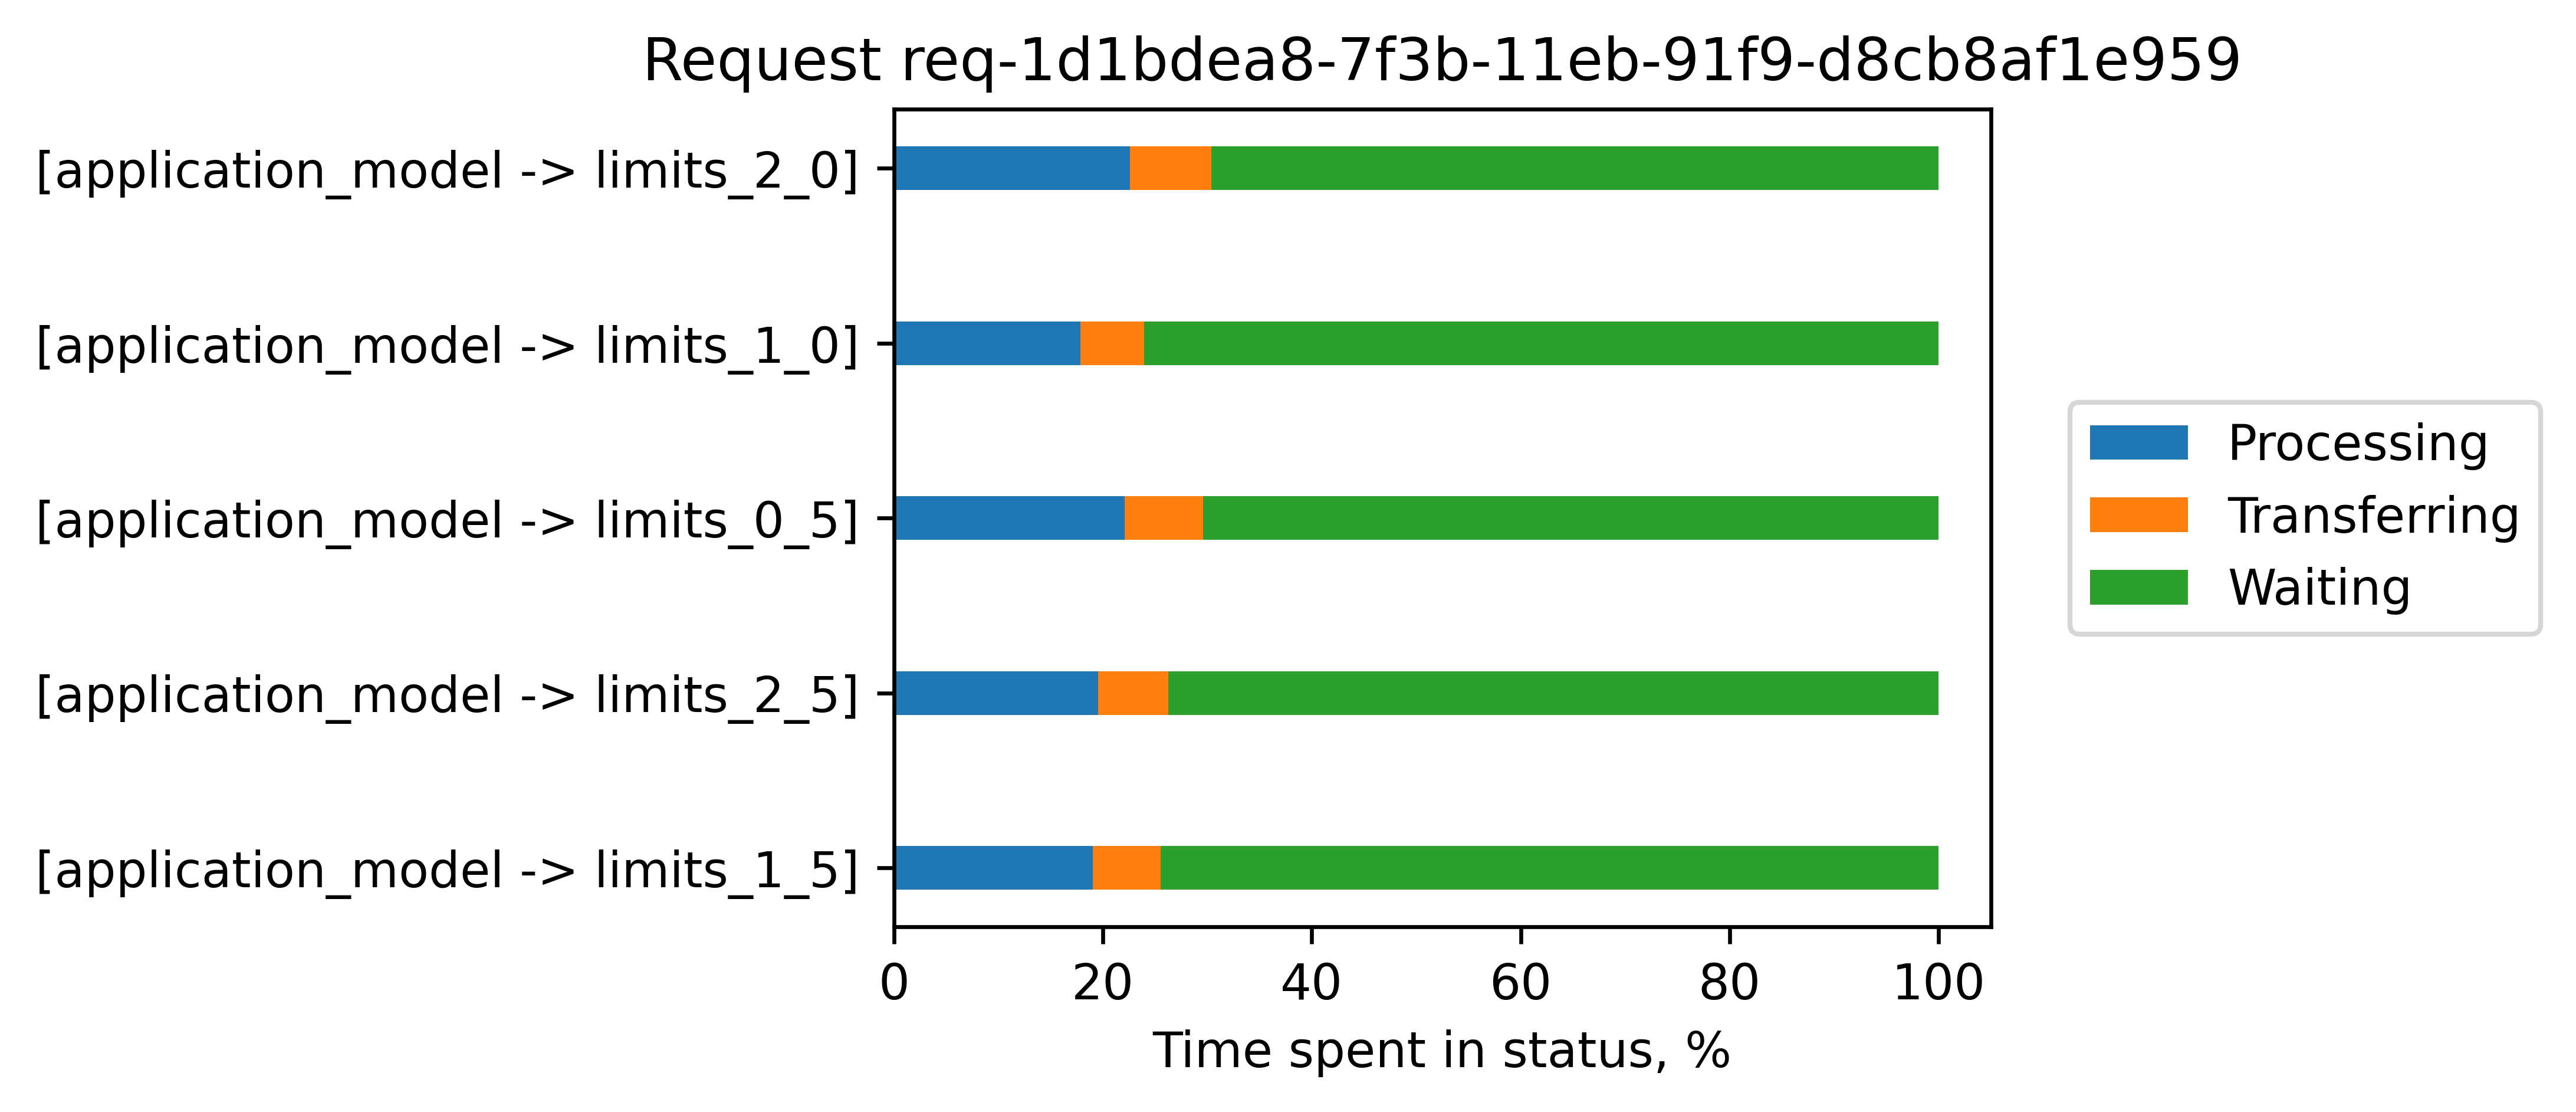 Request req-1d1bdea8-7f3b-11eb-91f9-d8cb8af1e959
[application_model -> limits_2_0]
[application_model -> limits_1_0]
[application_model -> limits_0_5]
[application_model -> limits_2_5]
[application_model -> limits_1_5]
0 20 40 60 80 100
Time spent in status, %
Processing
Transferring
Waiting